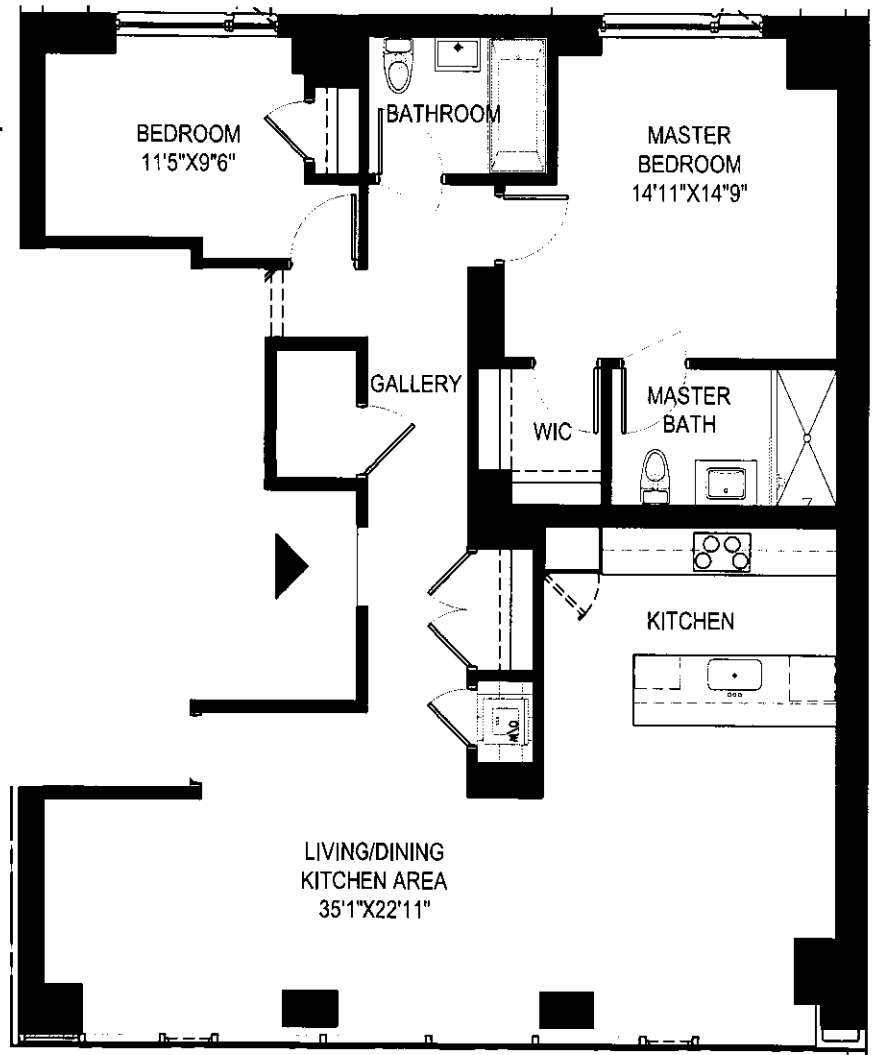 BATHROOM
BEDROOM
11'5"X9"6"
MASTER
BEDROOM
14'11"X14"9"
GALLERY
WIC
MASTER
BATH
KITCHEN
W\D
LIVING/DINING
KITCHEN AREA
35'1"X22'11"